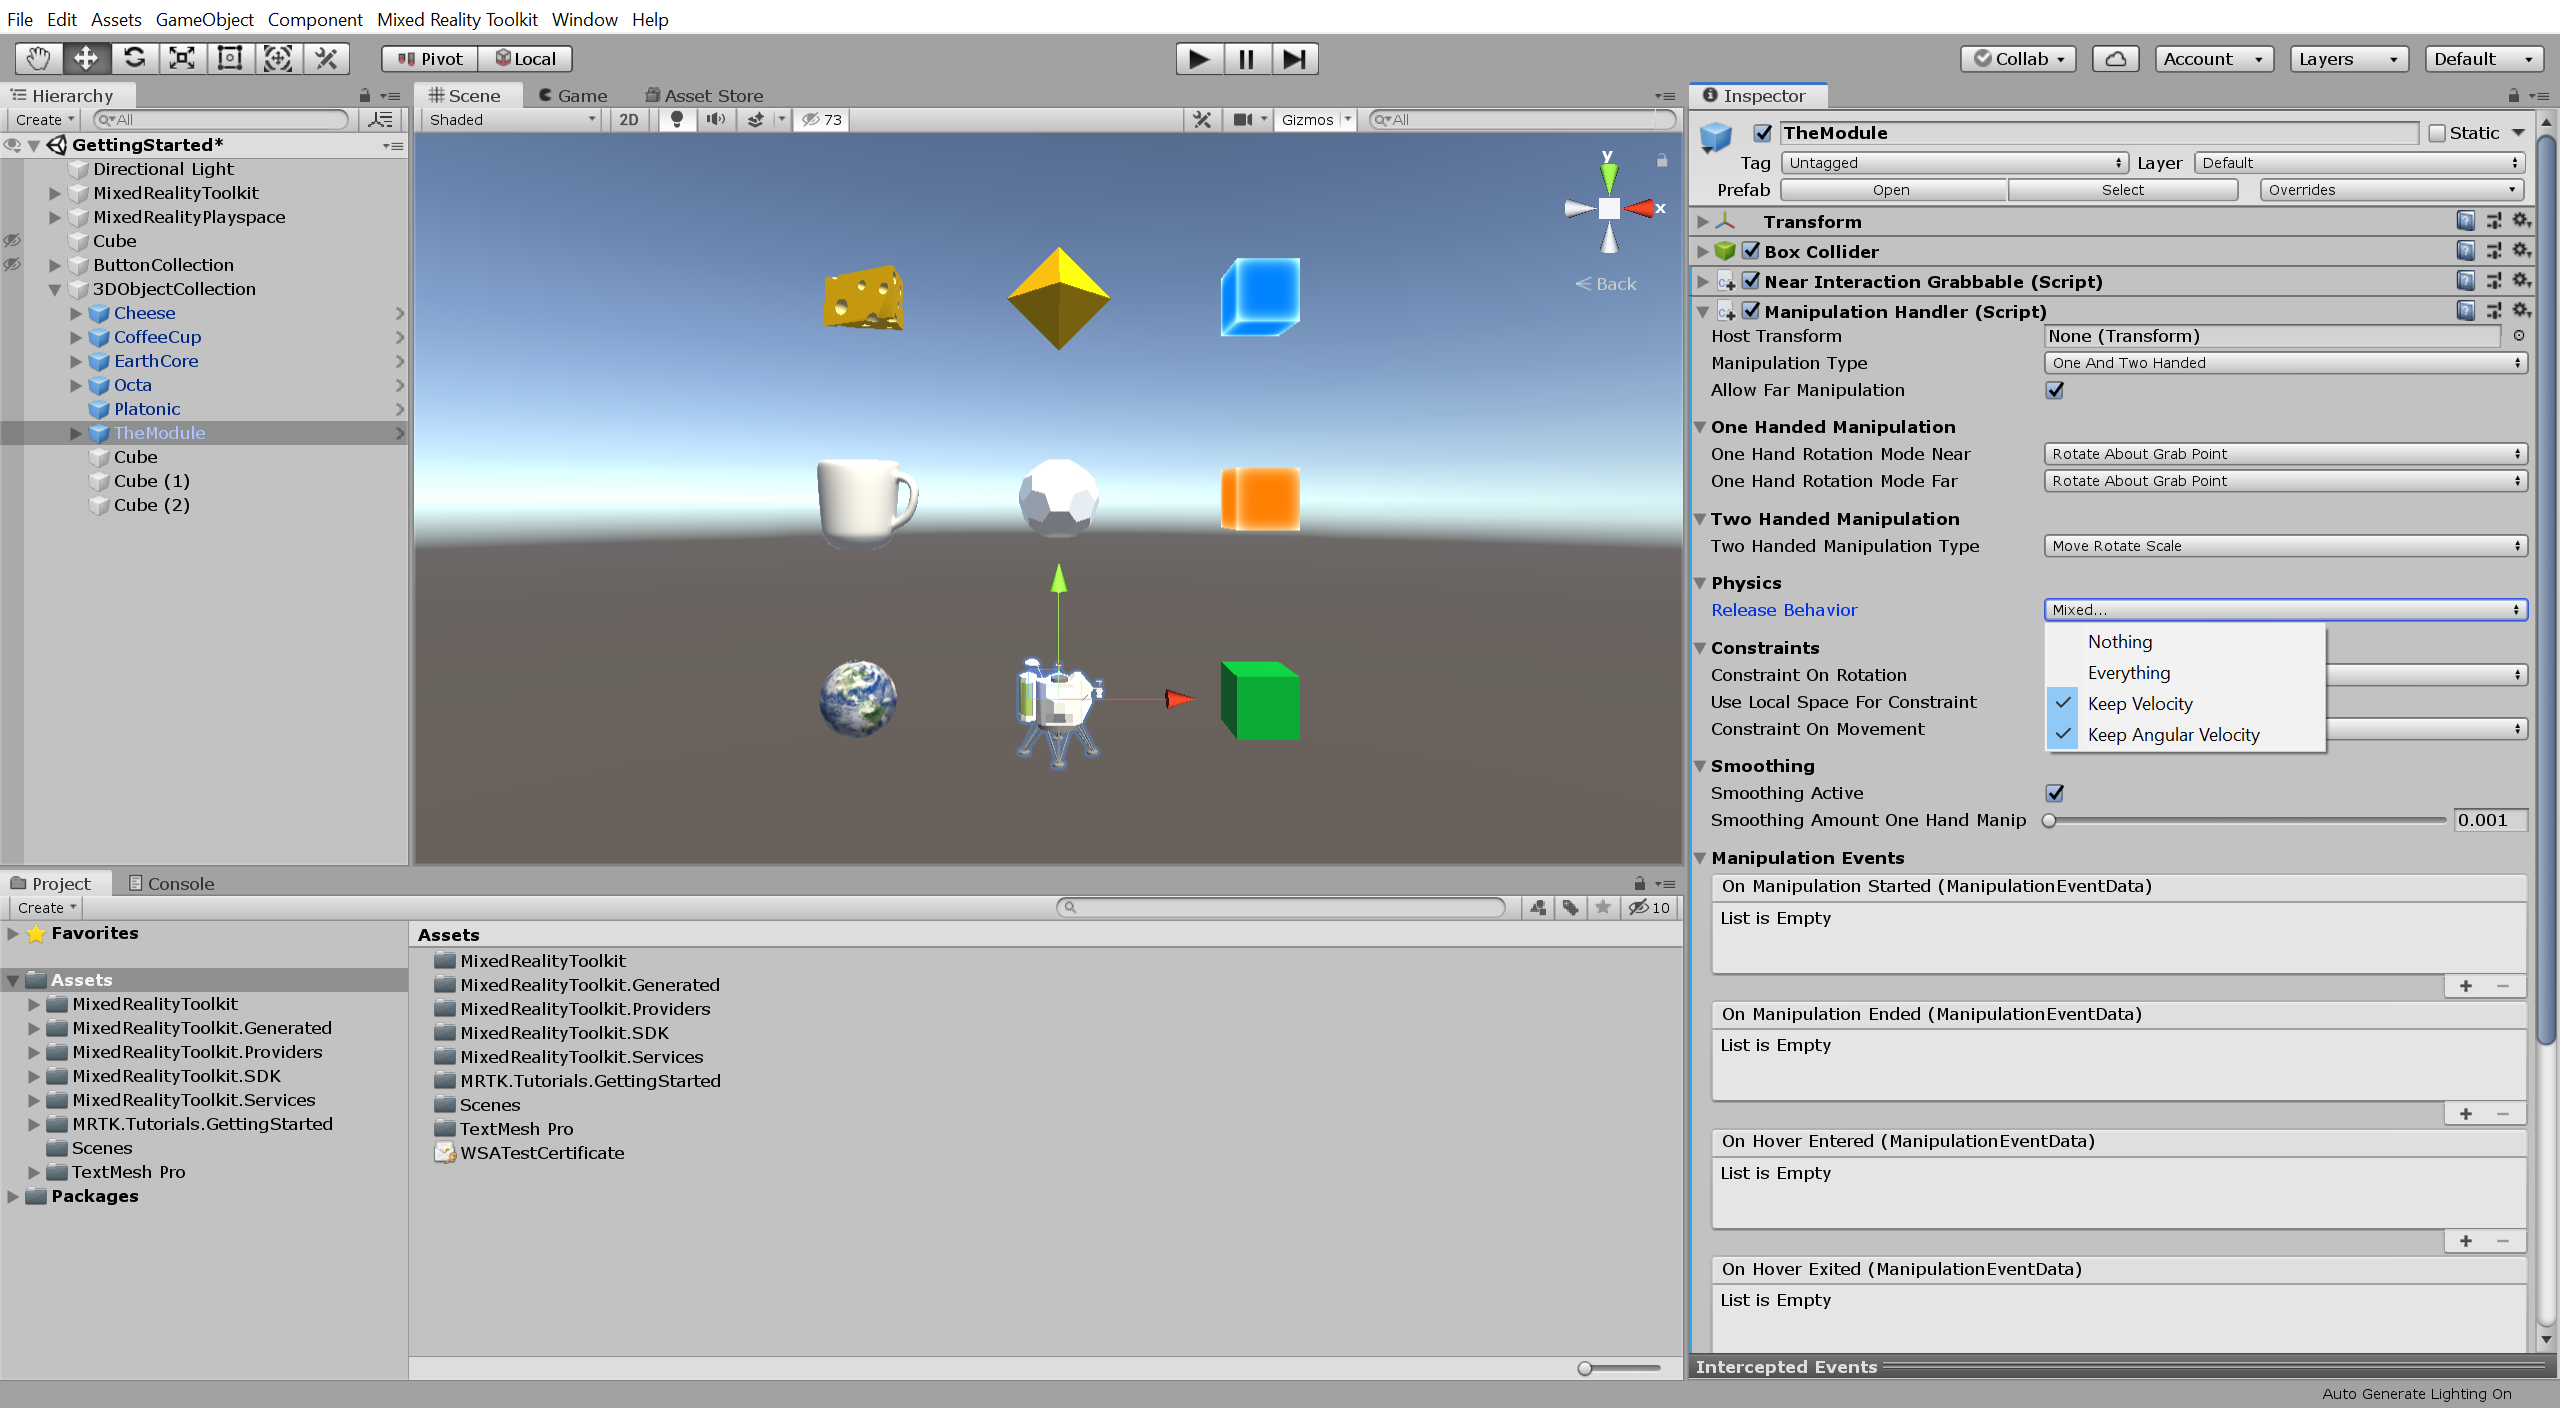 File Edit Assets GameObject Component Mixed Reality Toolkit Window Help
Pivot Local Collab Account Layers Default
Hierarchy
Create All
GettingStarted*
Directional Light
MixedRealityToolkit
MixedRealityPlayspace
Cube
ButtonCollection
3DObjectCollection
Cheese
CoffeeCup
EarthCore
Octa
Platonic
TheModule
Cube
Cube (1)
Cube (2)
Scene Game Asset Store
Shaded 2D 73 Gizmos All
y
x
Back
Inspector
TheModule Static
Tag Untagged Layer Default
Prefab Open Select Overrides
Transform
Box Collider
Near Interaction Grabbable (Script)
Manipulation Handler (Script)
Host Transform None (Transform)
Manipulation Type One And Two Handed
Allow Far Manipulation
One Handed Manipulation
One Hand Rotation Mode Near Rotate About Grab Point
One Hand Rotation Mode Far Rotate About Grab Point
Two Handed Manipulation
Two Handed Manipulation Type Move Rotate Scale
Physics
Release Behavior Mixed...
Nothing
Everything
Keep Velocity
Keep Angular Velocity
Constraints
Constraint On Rotation
Use Local Space For Constraint
Constraint On Movement
Smoothing
Smoothing Active
Smoothing Amount One Hand Manip 0.001
Manipulation Events
On Manipulation Started (ManipulationEventData)
List is Empty
On Manipulation Ended (ManipulationEventData)
List is Empty
On Hover Entered (ManipulationEventData)
List is Empty
On Hover Exited (ManipulationEventData)
List is Empty
Intercepted Events
Project Console
Create 10
Favorites
Assets
MixedRealityToolkit
MixedRealityToolkit.Generated
MixedRealityToolkit.Providers
MixedRealityToolkit.SDK
MixedRealityToolkit.Services
MRTK.Tutorials.GettingStarted
Scenes
TextMesh Pro
Packages
Assets
MixedRealityToolkit
MixedRealityToolkit.Generated
MixedRealityToolkit.Providers
MixedRealityToolkit.SDK
MixedRealityToolkit.Services
MRTK.Tutorials.GettingStarted
Scenes
TextMesh Pro
WSATestCertificate
Auto Generate Lighting On